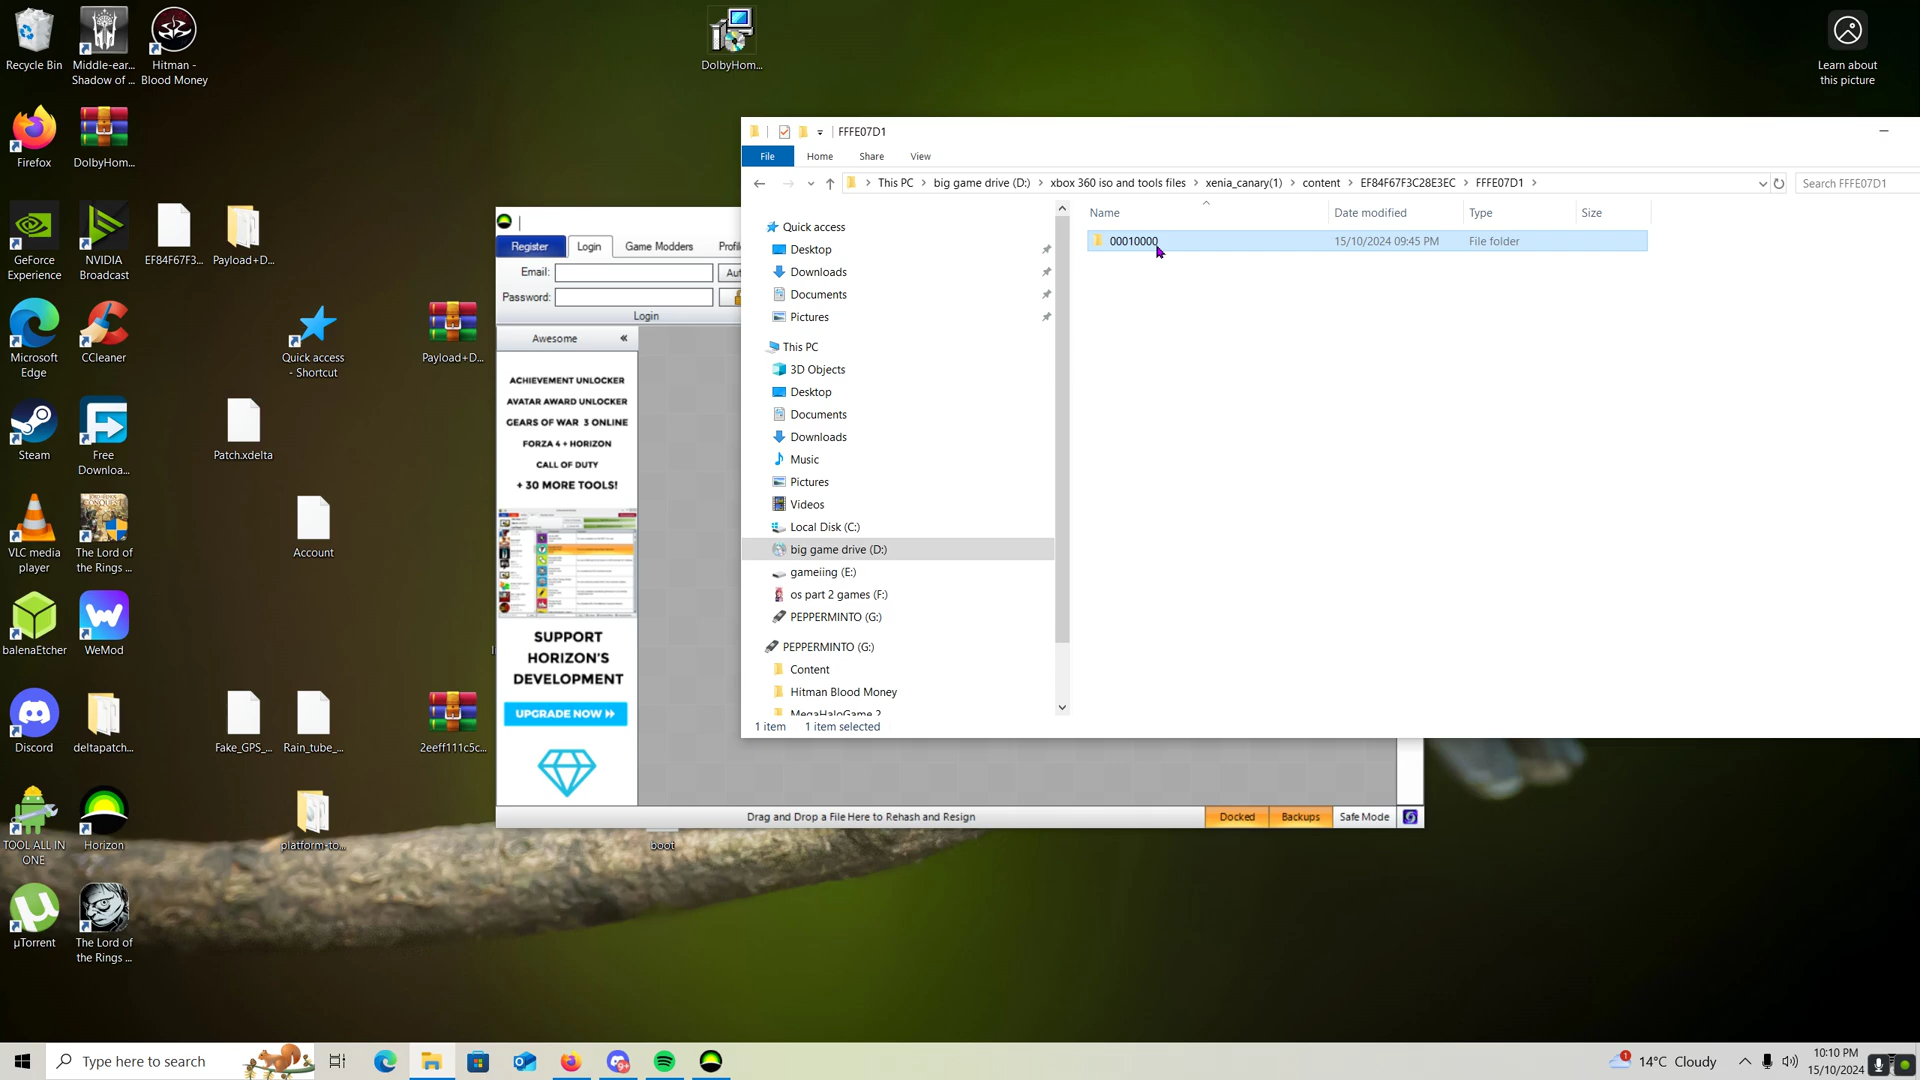 Recycle Bin
Middle-ear...
Shadow of ...
Hitman -
Blood Money
DolbyHom...
Learn about
this picture
Firefox
DolbyHom...
GeForce
Experience
NVIDIA
Broadcast
EF84F67F3...
Payload+D...
Microsoft
Edge
CCleaner
Quick access
- Shortcut
Payload+D...
Steam
Free
Downloa...
Patch.xdelta
VLC media
player
The Lord of
the Rings ...
Account
balenaEtcher
WeMod
Discord
deltapatch...
Fake_GPS_...
Rain_tube_...
2eeff111c5c...
TOOL ALL IN
ONE
Horizon
platform-to...
boot
µTorrent
The Lord of
the Rings ...
Register
Login
Game Modders
Profil
Email:
Aut
Password:
Login
Awesome
«
ACHIEVEMENT UNLOCKER
AVATAR AWARD UNLOCKER
GEARS OF WAR 3 ONLINE
FORZA 4 + HORIZON
CALL OF DUTY
+ 30 MORE TOOLS!
SUPPORT
HORIZON'S
DEVELOPMENT
UPGRADE NOW
Drag and Drop a File Here to Rehash and Resign
Docked
Backups
Safe Mode
FFFE07D1
File
Home
Share
View
This PC > big game drive (D:) > xbox 360 iso and tools files > xenia_canary(1) > content > EF84F67F3C28E3EC > FFFE07D1 >
Search FFFE07D1
Name
Date modified
Type
Size
00010000
15/10/2024 09:45 PM
File folder
Quick access
Desktop
Downloads
Documents
Pictures
This PC
3D Objects
Desktop
Documents
Downloads
Music
Pictures
Videos
Local Disk (C:)
big game drive (D:)
gameiing (E:)
os part 2 games (F:)
PEPPERMINTO (G:)
PEPPERMINTO (G:)
Content
Hitman Blood Money
MegaHaloGame 2
1 item
1 item selected
Type here to search
14°C Cloudy
10:10 PM
15/10/2024